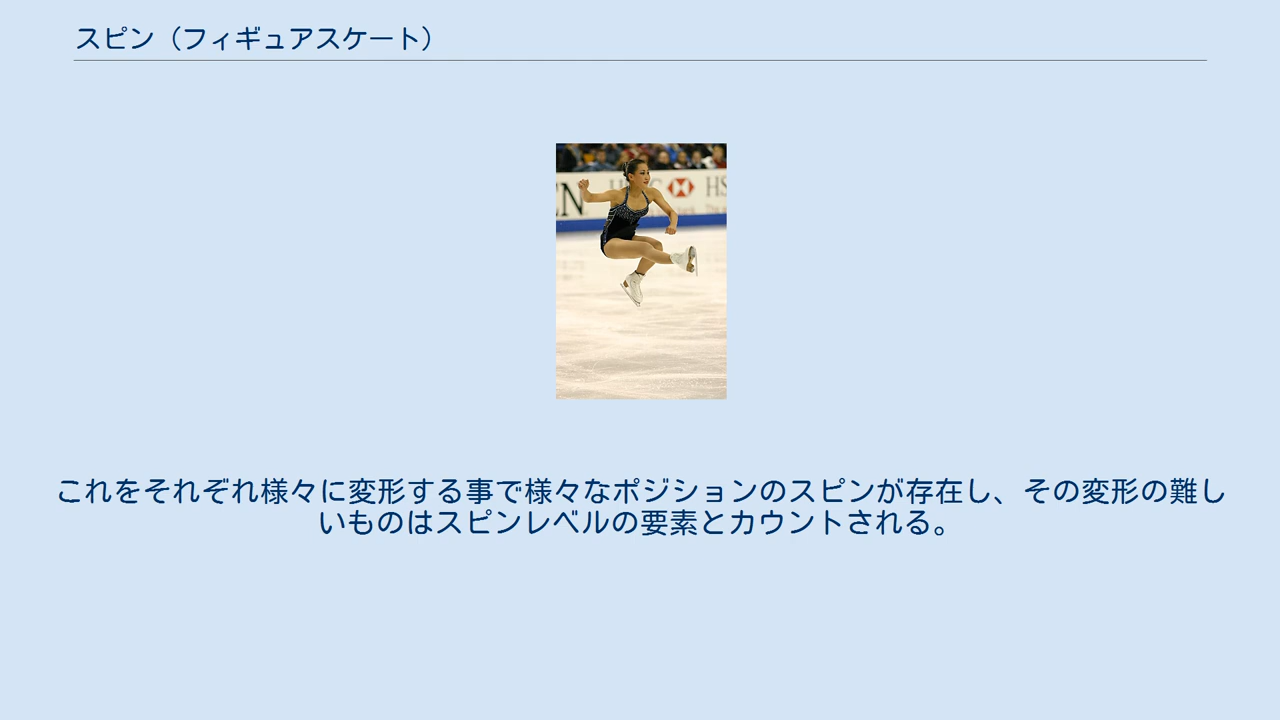 スピン（フィギュアスケート）
これをそれぞれ様々に変形する事で様々なポジションのスピンが存在し、その変形の難し
いものはスピンレベルの要素とカウントされる。